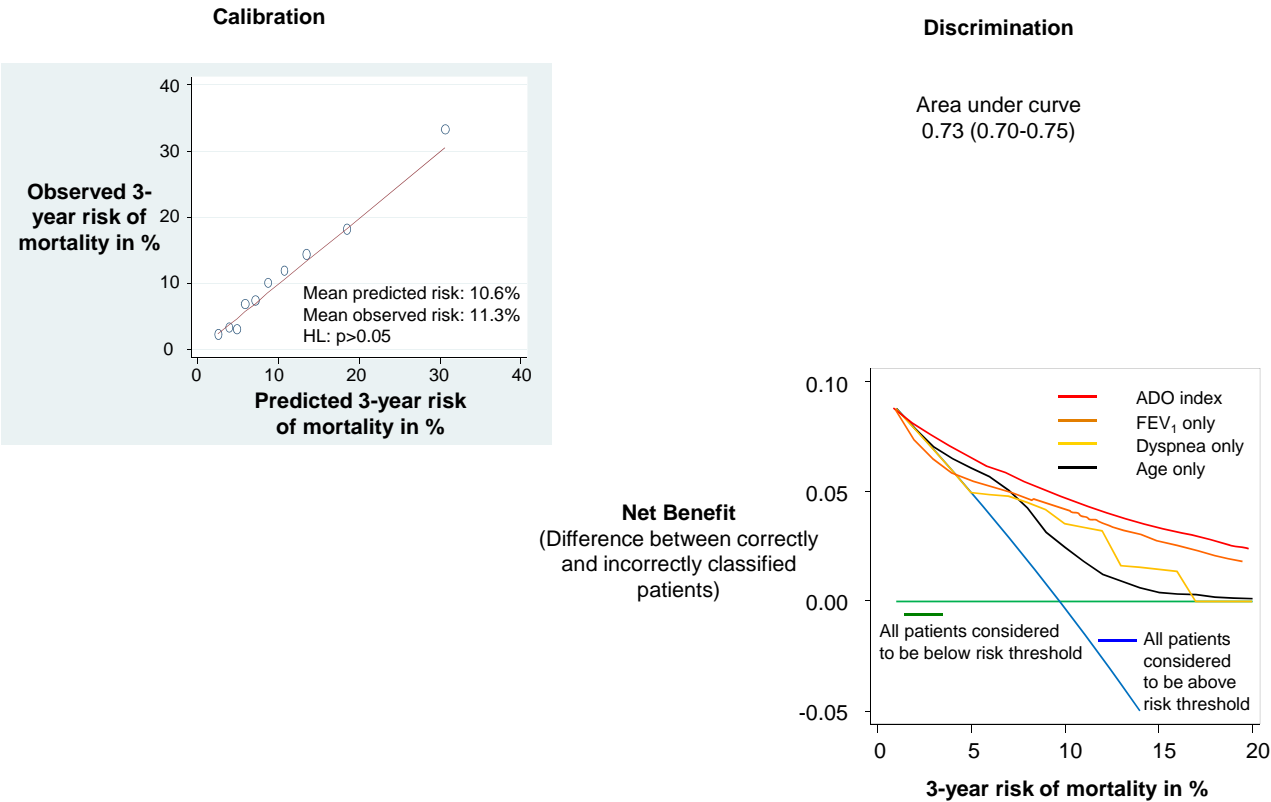 Calibration
40
30
20
10
0
Observed 3-
year risk of
mortality in %
Mean predicted risk: 10.6%
Mean observed risk: 11.3%
HL: p>0.05
0 10 20 30 40
Predicted 3-year risk
of mortality in %
Discrimination
Area under curve
0.73 (0.70-0.75)
Net Benefit
(Difference between correctly
and incorrectly classified
patients)
0.10
0.05
0.00
-0.05
ADO index
FEV₁ only
Dyspnea only
Age only
All patients considered
to be below risk threshold
All patients
considered
to be above
risk threshold
0 5 10 15 20
3-year risk of mortality in %